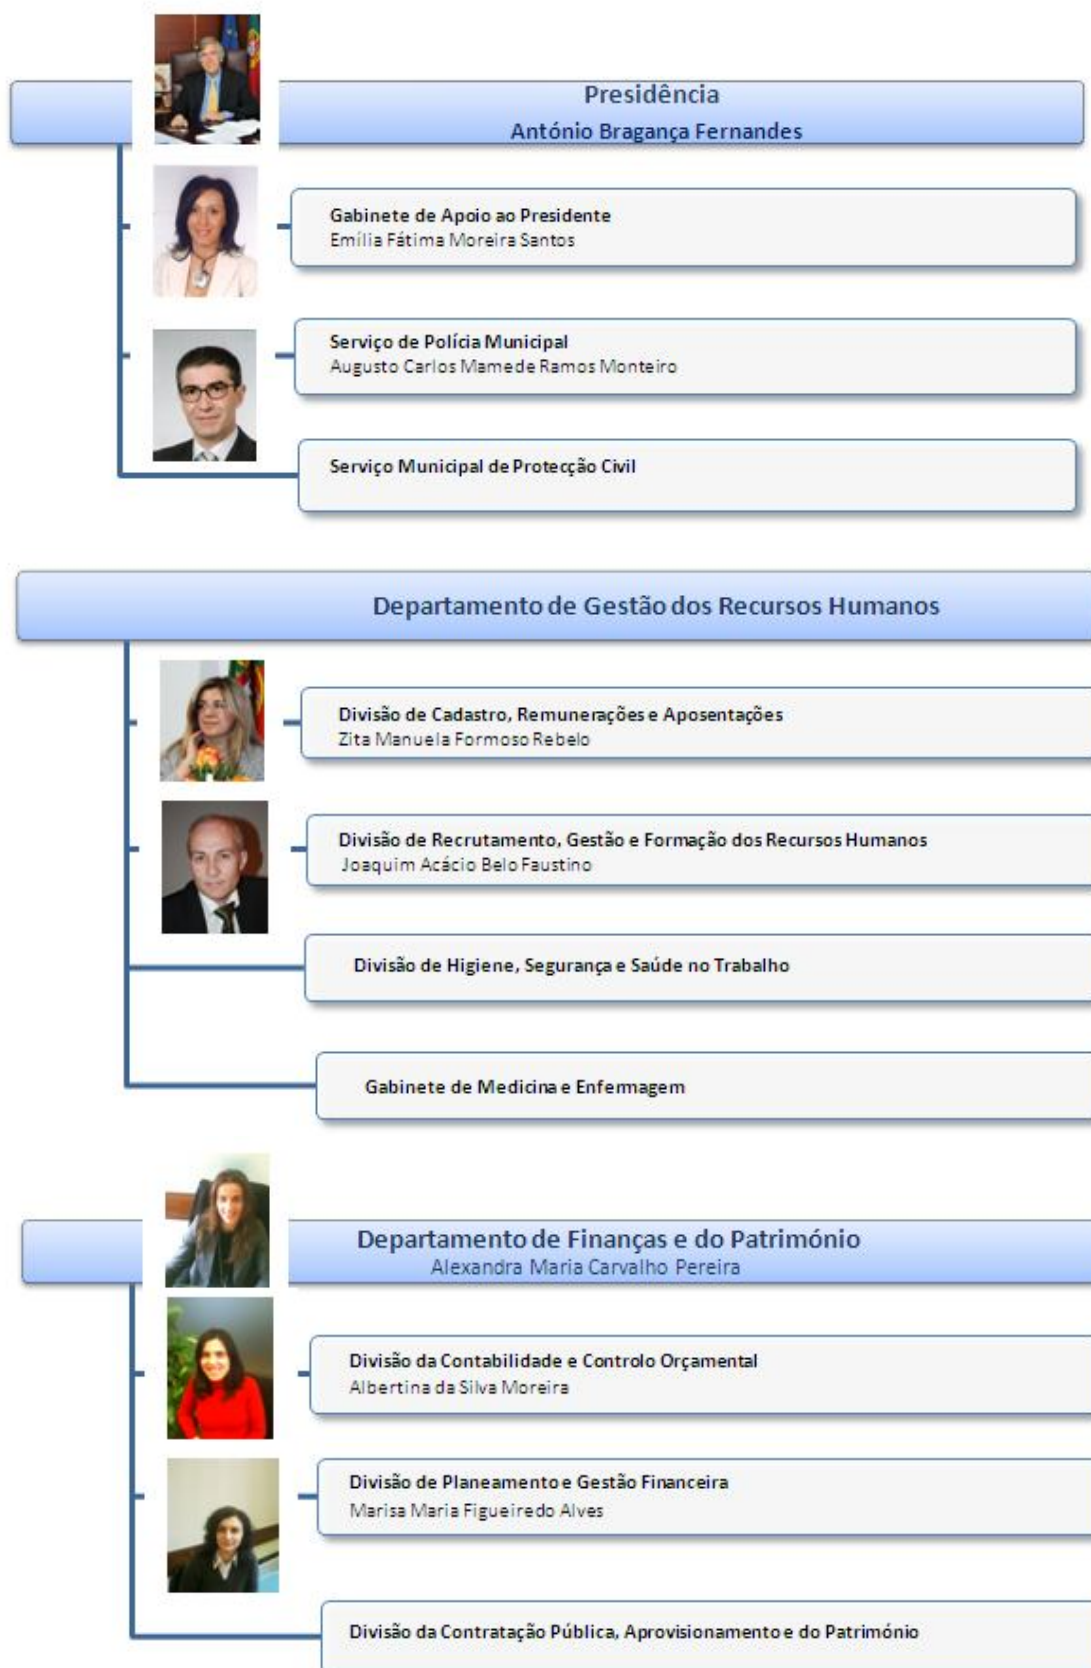 Presidência
António Bragança Fernandes
Gabinete de Apoio ao Presidente
Emília Fátima Moreira Santos
Serviço de Polícia Municipal
Augusto Carlos Mamede Ramos Monteiro
Serviço Municipal de Protecção Civil
Departamento de Gestão dos Recursos Humanos
Divisão de Cadastro, Remunerações e Aposentações
Zita Manuela Formoso Rebelo
Divisão de Recrutamento, Gestão e Formação dos Recursos Humanos
Joaquim Acácio Belo Faustino
Divisão de Higiene, Segurança e Saúde no Trabalho
Gabinete de Medicina e Enfermagem
Departamento de Finanças e do Património
Alexandra Maria Carvalho Pereira
Divisão da Contabilidade e Controlo Orçamental
Albertina da Silva Moreira
Divisão de Planeamento e Gestão Financeira
Marisa Maria Figueiredo Alves
Divisão da Contratação Pública, Aprovisionamento e do Património